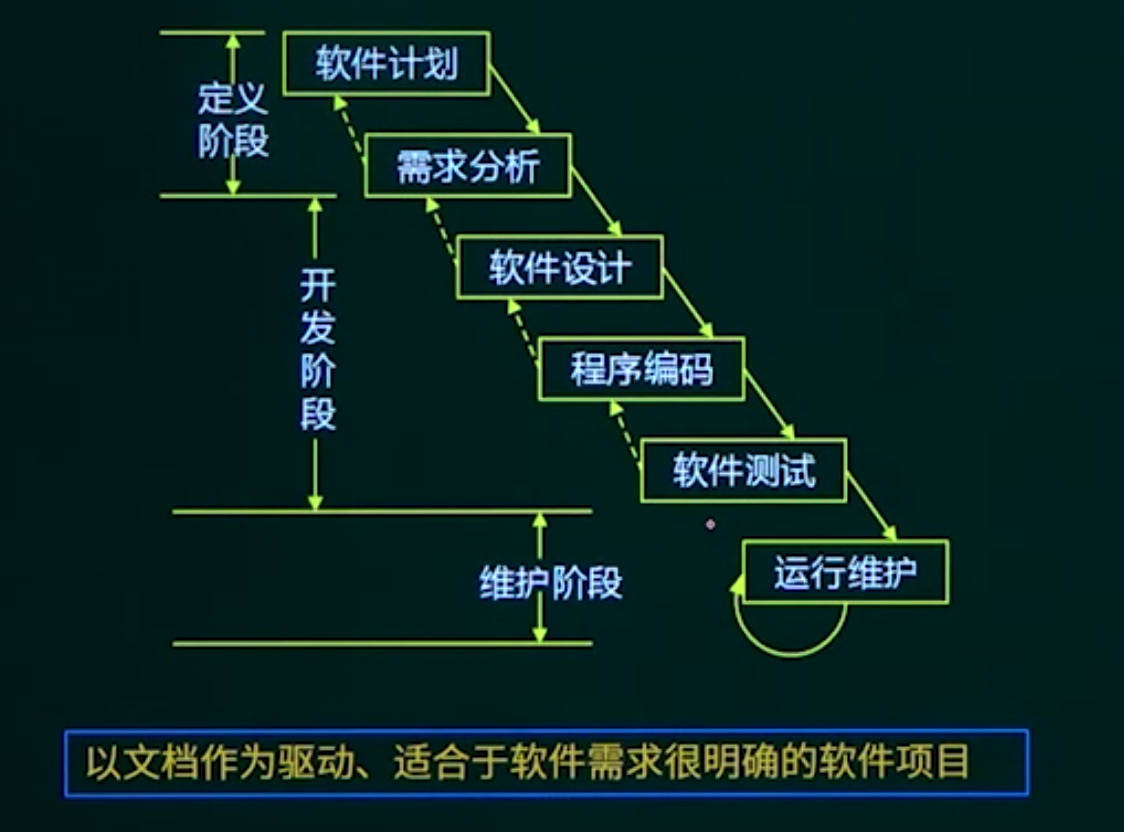 软件计划
定义
阶段
需求分析
软件设计
开
发
阶
段
程序编码
软件测试
运行维护
维护阶段
以文档作为驱动、适合于软件需求很明确的软件项目